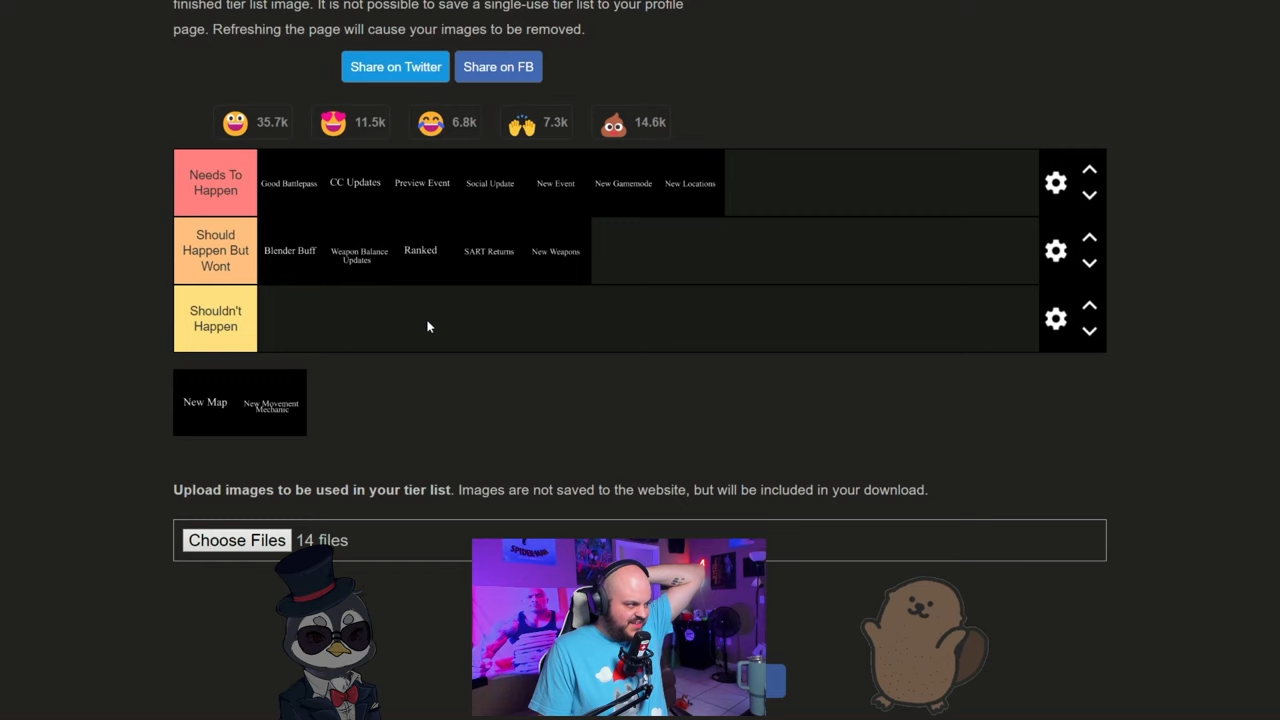 finished tier list image. It is not possible to save a single-use tier list to your profile
page. Refreshing the page will cause your images to be removed.
Share on Twitter Share on FB
35.7k 11.5k 6.8k 7.3k 14.6k
Needs To
Happen
Good Battlepass CC Updates Preview Event Social Update New Event New Gamemode New Locations
Should
Happen But
Wont
Blender Buff Weapon Balance Ranked SART Returns New Weapons
Updates
Shouldn't
Happen
New Map New Movement
Mechanic
Upload images to be used in your tier list. Images are not saved to the website, but will be included in your download.
Choose Files 14 files